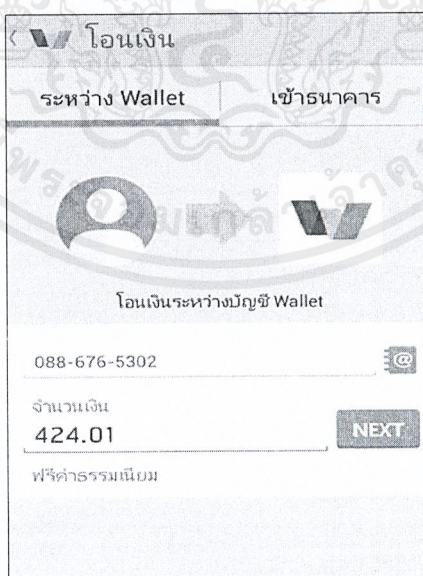 โอนเงิน
ระหว่าง Wallet เข้าธนาคาร
โอนเงินระหว่างบัญชี Wallet
088-676-5302
จำนวนเงิน
424.01 NEXT
ฟรีค่าธรรมเนียม